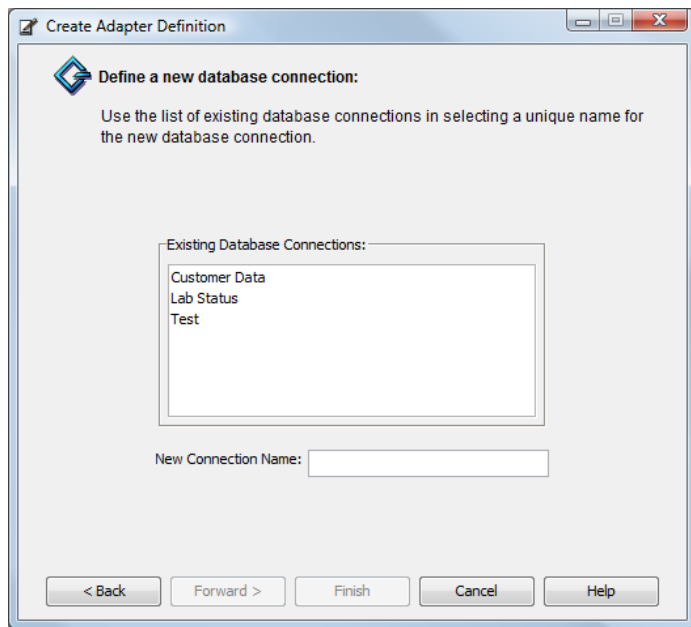 Create Adapter Definition
Define a new database connection:
Use the list of existing database connections in selecting a unique name for
the new database connection.
Existing Database Connections:
Customer Data
Lab Status
Test
New Connection Name:
< Back
Forward >
Finish
Cancel
Help